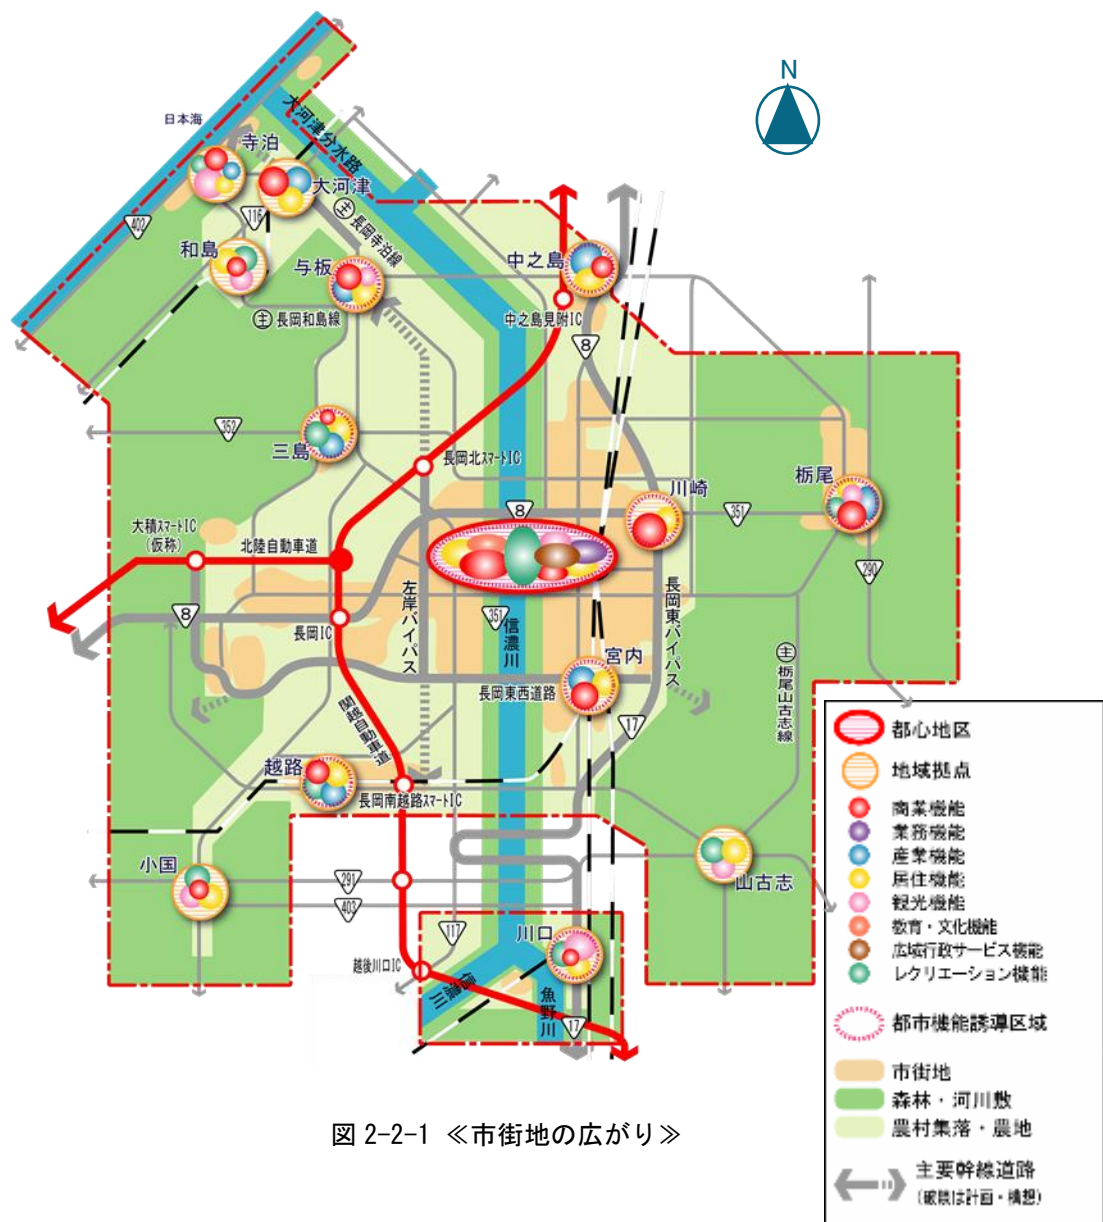 N
日本海
大河津分水路
寺泊
大河津
402
116
主 長岡寺泊線
和島
与板
中之島
主 長岡和島線
中之島見附IC
8
352
三島
長岡北スマートIC
川崎
栃尾
大積スマートIC
(仮称)
北陸自動車道
8
351
290
8
長岡IC
左岸バイパス
351
信濃川
長岡東バイパス
宮内
長岡東西道路
主 栃尾山古志線
関越自動車道
17
越路
長岡南越路スマートIC
小国
291
403
山古志
117
川口
越後川口IC
信濃川
魚野川
17
都心地区
地域拠点
商業機能
業務機能
産業機能
居住機能
観光機能
教育・文化機能
広域行政サービス機能
レクリエーション機能
都市機能誘導区域
市街地
森林・河川敷
農村集落・農地
主要幹線道路
(破線は計画・構想)
図 2-2-1 ≪市街地の広がり≫